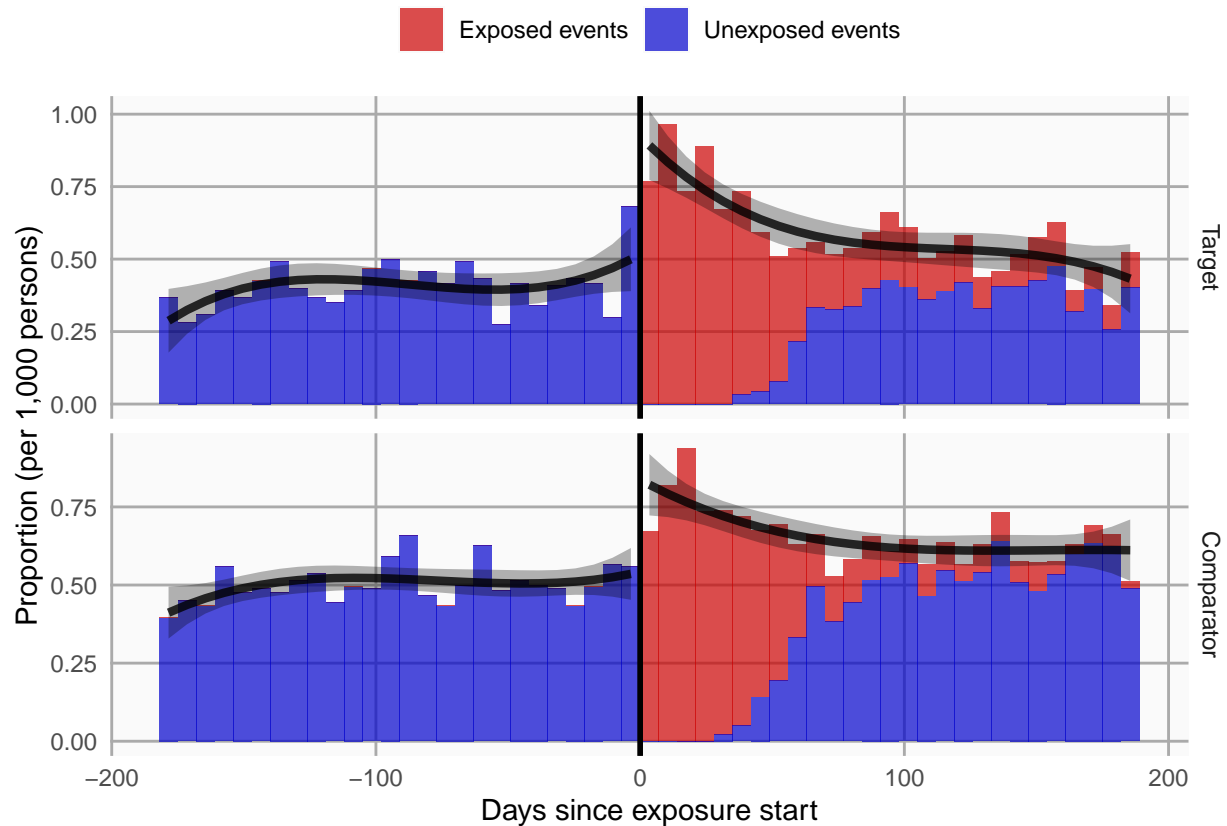 Exposed events Unexposed events
Proportion (per 1,000 persons)
1.00
0.75
0.50
0.25
0.00
Target
0.75
0.50
0.25
0.00
Comparator
−200 −100 0 100 200
Days since exposure start